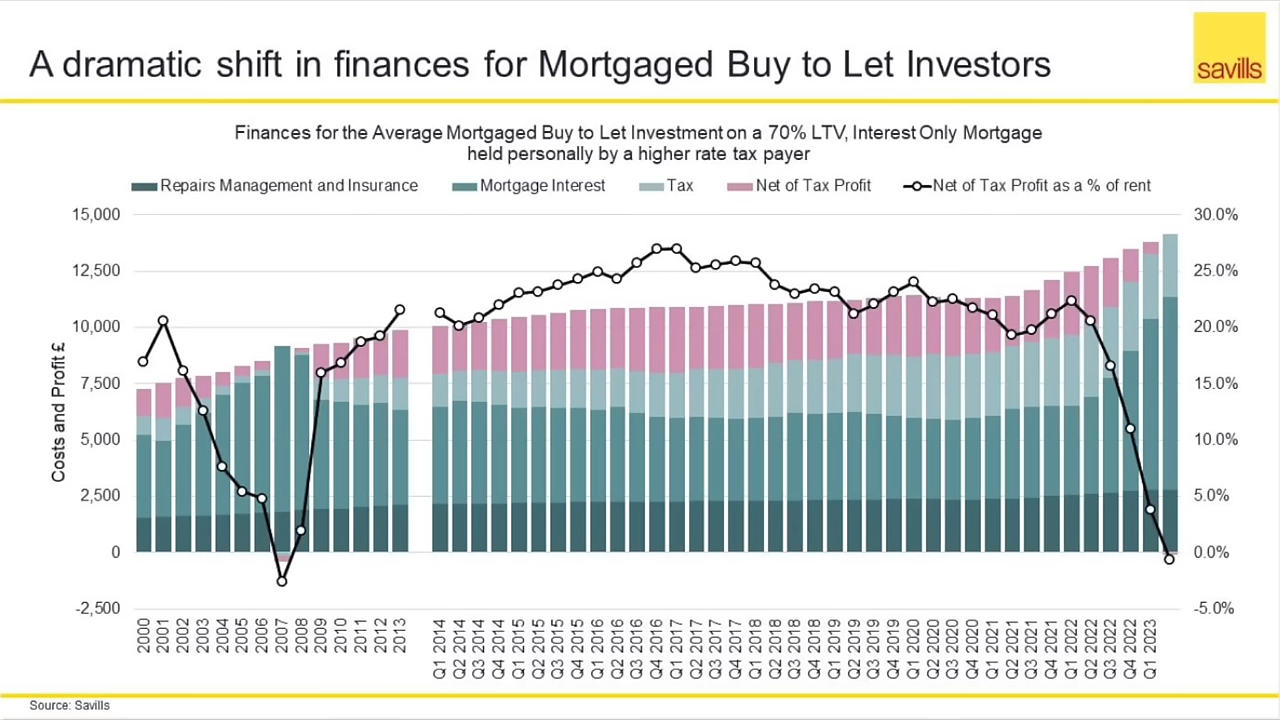 A dramatic shift in finances for Mortgaged Buy to Let Investors
savills
Finances for the Average Mortgaged Buy to Let Investment on a 70% LTV, Interest Only Mortgage
held personally by a higher rate tax payer
Repairs Management and Insurance Mortgage Interest Tax Net of Tax Profit Net of Tax Profit as a % of rent
Costs and Profit £
15,000 30.0%
12,500 25.0%
10,000 20.0%
7,500 15.0%
5,000 10.0%
2,500 5.0%
0 0.0%
-2,500 -5.0%
2000
2001
2002
2003
2004
2005
2006
2007
2008
2009
2010
2011
2012
2013
Q1 2014
Q2 2014
Q3 2014
Q4 2014
Q1 2015
Q2 2015
Q3 2015
Q4 2015
Q1 2016
Q2 2016
Q3 2016
Q4 2016
Q1 2017
Q2 2017
Q3 2017
Q4 2017
Q1 2018
Q2 2018
Q3 2018
Q4 2018
Q1 2019
Q2 2019
Q3 2019
Q4 2019
Q1 2020
Q2 2020
Q3 2020
Q4 2020
Q1 2021
Q2 2021
Q3 2021
Q4 2021
Q1 2022
Q2 2022
Q3 2022
Q4 2022
Q1 2023
Source: Savills